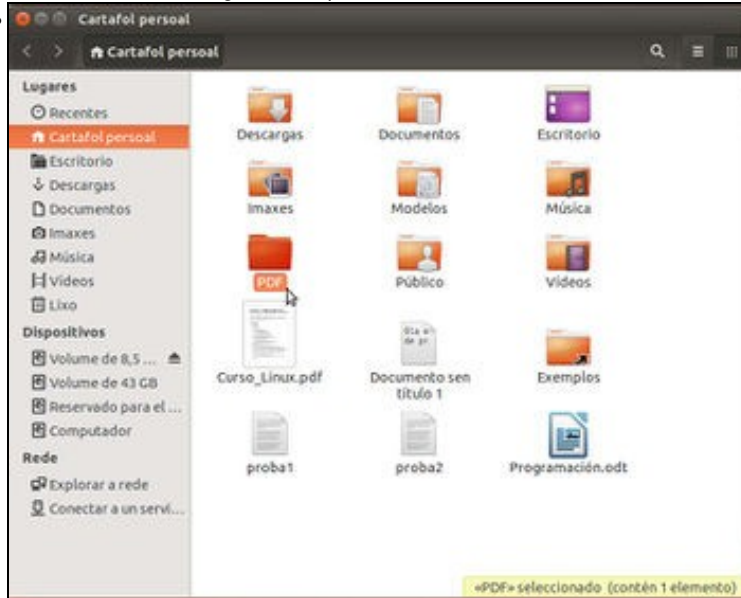 Cartafol persoal
Cartafol persoal
Lugares
Recentes
Cartafol persoal
Escritorio
Descargas
Documentos
Imaxes
Música
Vídeos
Lixo
Dispositivos
Volume de 8,5 ...
Volume de 43 GB
Reservado para el ...
Computador
Rede
Explorar a rede
Conectar a un servi...
Descargas
Documentos
Escritorio
Imaxes
Modelos
Música
PDF
Público
Vídeos
Curso_Linux.pdf
Documento sen
título 1
Exemplos
proba1
proba2
Programación.odt
«PDF» seleccionado (contén 1 elemento)